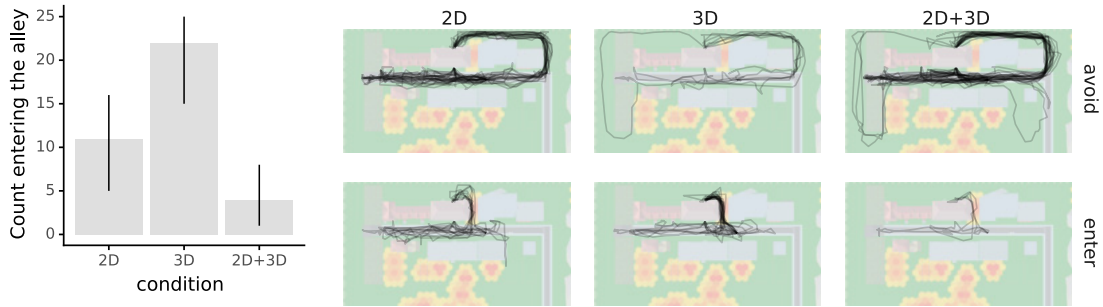 Count entering the alley
25
20
15
10
5
0
2D
3D
2D+3D
condition
2D
3D
2D+3D
avoid
enter